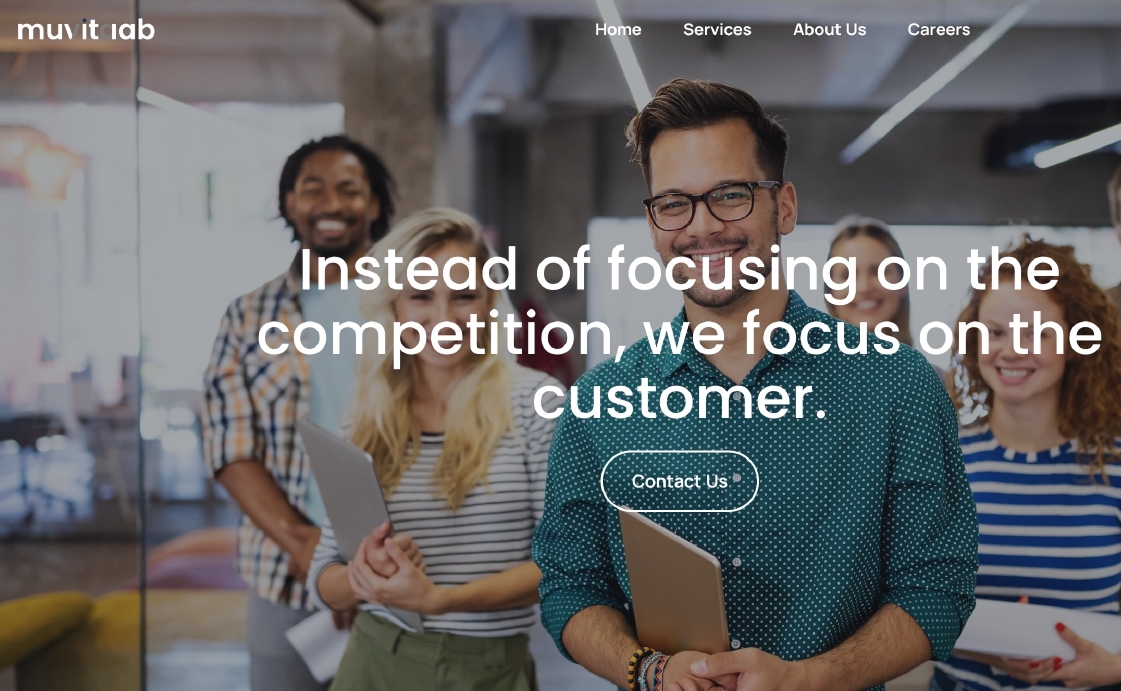 muvit lab
Home Services About Us Careers
Instead of focusing on the
competition, we focus on the
customer.
Contact Us